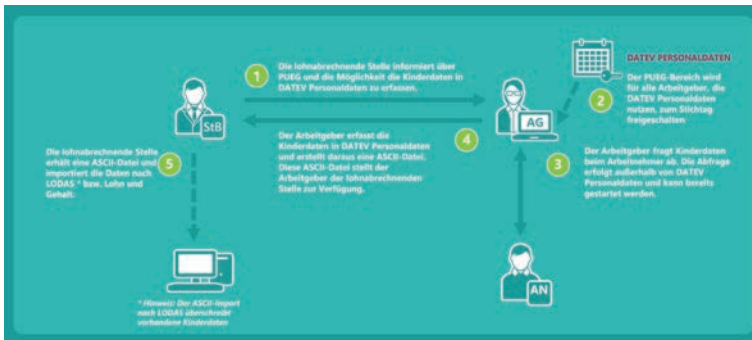 1
Die lohnabrechnende Stelle informiert über
PUEG und die Möglichkeit die Kinderdaten in
DATEV Personaldaten zu erfassen.
DATEV PERSONALDATEN
2
Der PUEG-Bereich wird
für alle Arbeitgeber, die
DATEV Personaldaten
nutzen, zum Stichtag
freigeschalten
StB
AG
4
Der Arbeitgeber erfasst die
Kinderdaten in DATEV Personaldaten
und erstellt daraus eine ASCII-Datei.
Diese ASCII-Datei stellt der
Arbeitgeber der lohnabrechnenden
Stelle zur Verfügung.
3
Der Arbeitgeber fragt Kinderdaten
beim Arbeitnehmer ab. Die Abfrage
erfolgt außerhalb von DATEV
Personaldaten und kann bereits
gestartet werden.
5
Die lohnabrechnende Stelle
erhält eine ASCII-Datei und
importiert die Daten nach
LODAS * bzw. Lohn und
Gehalt.
AN
* Hinweis: Der ASCII-Import
nach LODAS überschreibt
vorhandene Kinderdaten